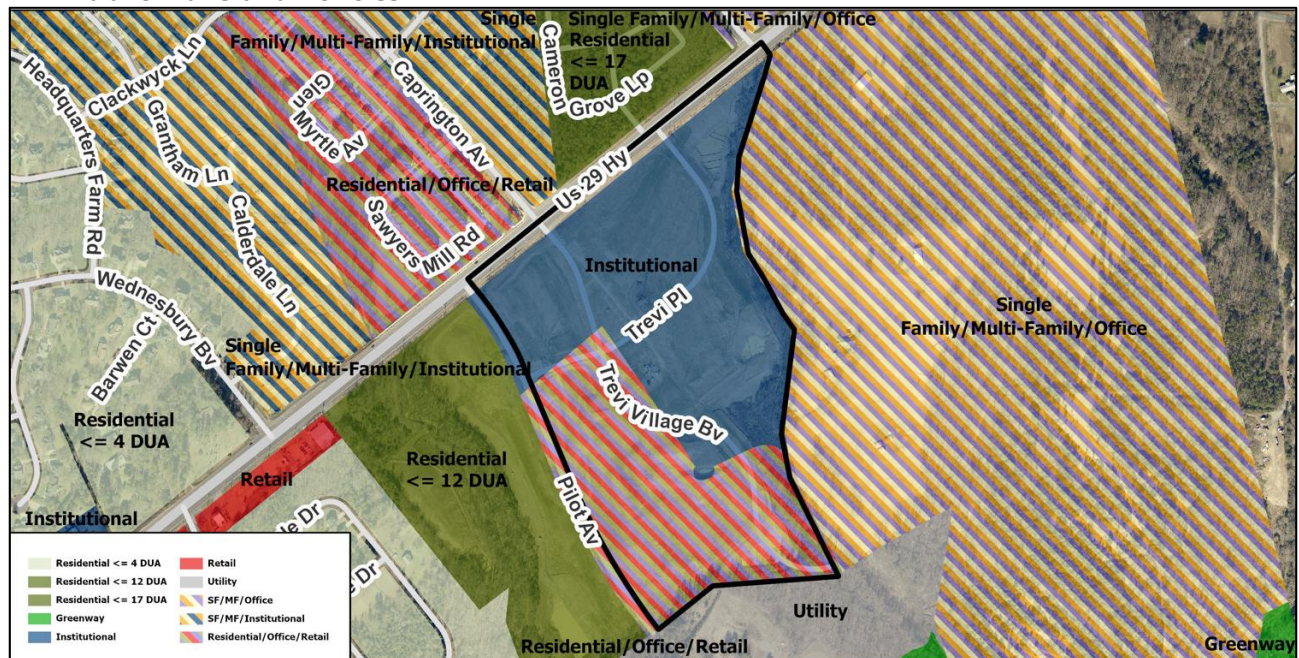 Single Family/Multi-Family/Office
Single
Family/Multi-Family/Institutional
Residential
<= 17
DUA
Cameron
Grove Lp
Headquarters Farm Rd
Clackwyck Ln
Grantham Ln
Calderdale Ln
Glen
Myrtle Av
Caprington Av
Residential/Office/Retail
Sawyers
Mill Rd
Us 29 Hy
Institutional
Trevi Pl
Trevi Village Bv
Single
Family/Multi-Family/Office
Wednesbury Bv
Barwen Ct
Single
Family/Multi-Family/Institutional
Residential
<= 4 DUA
Residential
<= 12 DUA
Retail
Pilot Av
Institutional
Dr
Dr
Utility
Residential/Office/Retail
Greenway
Residential <= 4 DUA
Residential <= 12 DUA
Residential <= 17 DUA
Greenway
Institutional
Retail
Utility
SF/MF/Office
SF/MF/Institutional
Residential/Office/Retail